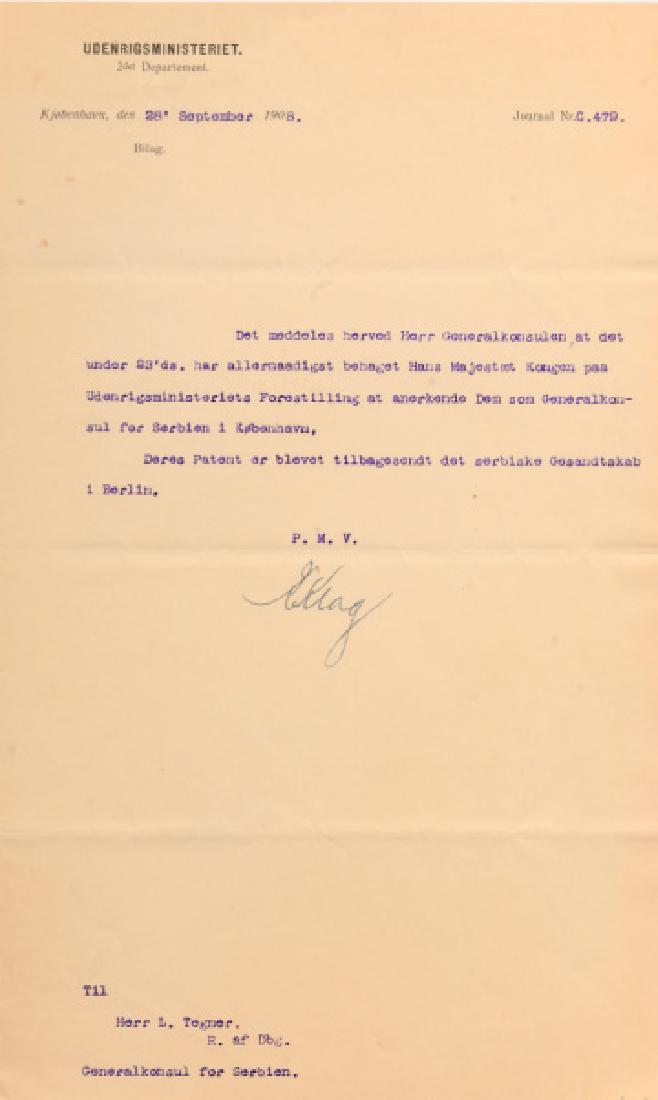 UDENRIGSMINISTERIET.
2det Departement.
Kjøbenhavn, den 28' September 1908.
Journal Nr. C. 479.
Bilag.
Det meddeles herved Herr Generalkonsulen, at det
under 23'ds. har allernaadigst behaget Hans Majestæt Kongen paa
Udenrigsministeriets Forestilling at anerkende Dem som Generalkon-
sul for Serbien i København.
Deres Patent er blevet tilbagesendt det serbiske Gesandtskab
i Berlin.
P. M. V.
Til
Herr L. Tegner.
R. af Dbg.
Generalkonsul for Serbien.